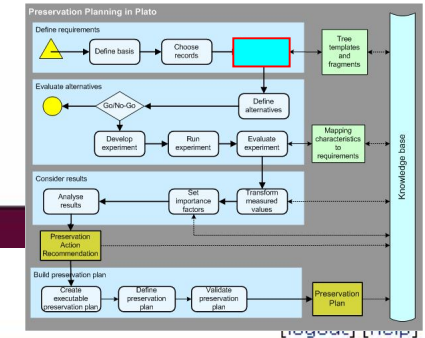 Preservation Planning in Plato
Define requirements
Define basis
Choose
records
Tree
templates
and
fragments
Evaluate alternatives
Go/No-Go
Define
alternatives
Develop
experiment
Run
experiment
Evaluate
experiment
Mapping
characteristics
to
requirements
Knowledge base
Consider results
Analyse
results
Set
importance
factors
Transform
measured
values
Preservation
Action
Recommendation
Build preservation plan
Create
executable
preservation plan
Define
preservation
plan
Validate
preservation
plan
Preservation
Plan
[logout] [help]